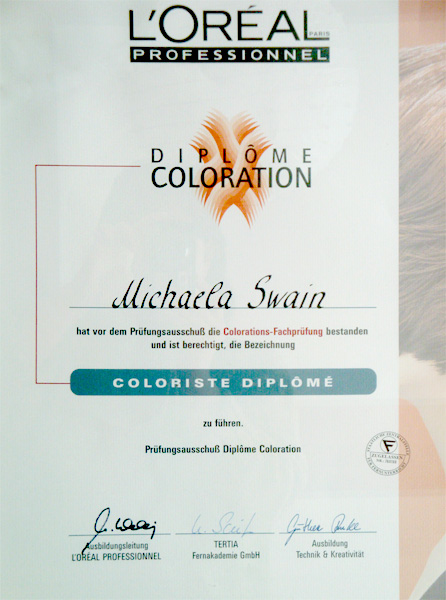 L'ORÉAL
PARIS
PROFESSIONNEL
DIPLÔME
COLORATION
Michaela Swain
hat vor dem Prüfungsausschuß die Colorations-Fachprüfung bestanden
und ist berechtigt, die Bezeichnung
COLORISTE DIPLÔMÉ
zu führen.
Prüfungsausschuß Diplôme Coloration
ZUGELASSEN
Ausbildungsleitung
L'ORÉAL PROFESSIONNEL
TERTIA
Fernakademie GmbH
Ausbildung
Technik & Kreativität